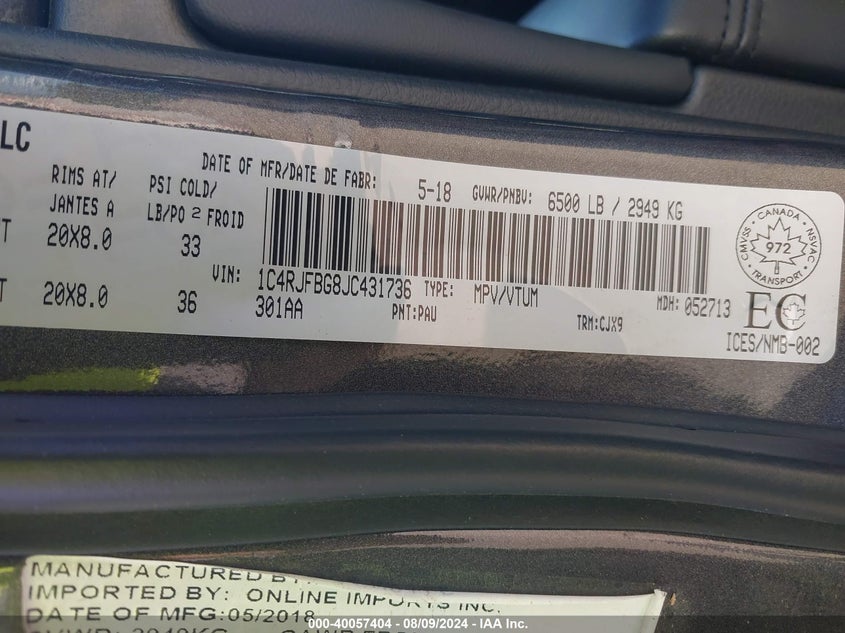 LC
DATE OF MFR/DATE DE FABR: 5-18 GVWR/PNBV: 6500 LB / 2949 KG
RIMS AT/ PSI COLD/
JANTES A LB/PO 2 FROID
T 20X8.0 33
VIN: 1C4RJFBG8JC431736 TYPE: MPV/VTUM MDH: 052713
T 20X8.0 36 301AA PNT:PAU TRM:CJX9
CANADA
CMVSS NSVAC
972
TRANSPORT
EC
ICES/NMB-002
MANUFACTURED BY:
IMPORTED BY: ONLINE IMPORTS INC.
DATE OF MFG:05/2018
000-40057404 - 08/09/2024 - IAA Inc.